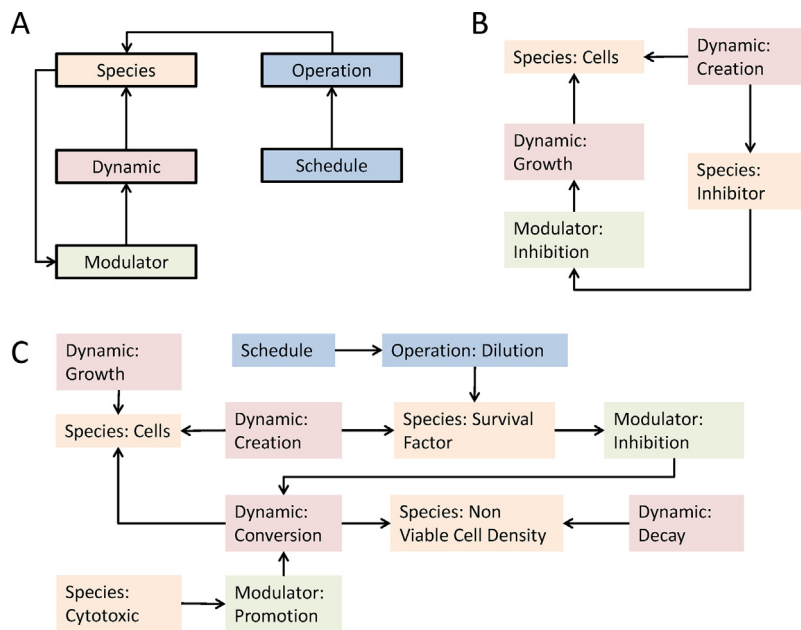 A
Species
Operation
Dynamic
Schedule
Modulator
B
Species: Cells
Dynamic:
Creation
Dynamic:
Growth
Species:
Inhibitor
Modulator:
Inhibition
C
Dynamic:
Growth
Schedule
Operation: Dilution
Species: Cells
Dynamic:
Creation
Species: Survival
Factor
Modulator:
Inhibition
Dynamic:
Conversion
Species: Non
Viable Cell Density
Dynamic:
Decay
Species:
Cytotoxic
Modulator:
Promotion